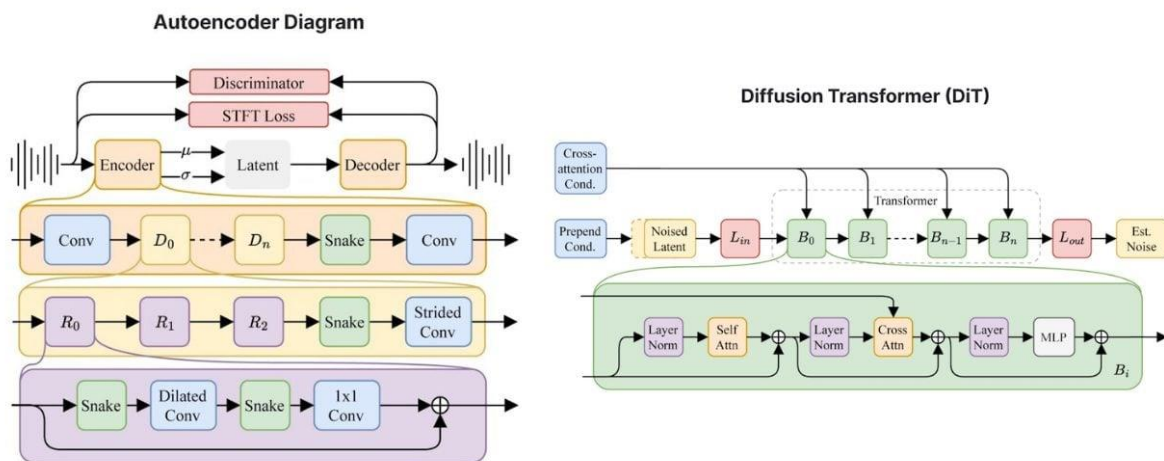 Autoencoder Diagram
Discriminator
STFT Loss
Encoder
μ
σ
Latent
Decoder
Conv
D₀
Dₙ
Snake
Conv
R₀
R₁
R₂
Snake
Strided
Conv
Snake
Dilated
Conv
Snake
1x1
Conv
Diffusion Transformer (DiT)
Cross-
attention
Cond.
Transformer
Prepend
Cond.
Noised
Latent
Lᵢₙ
B₀
B₁
Bₙ₋₁
Bₙ
Lₒᵤₜ
Est.
Noise
Layer
Norm
Self
Attn
Layer
Norm
Cross
Attn
Layer
Norm
MLP
Bᵢ